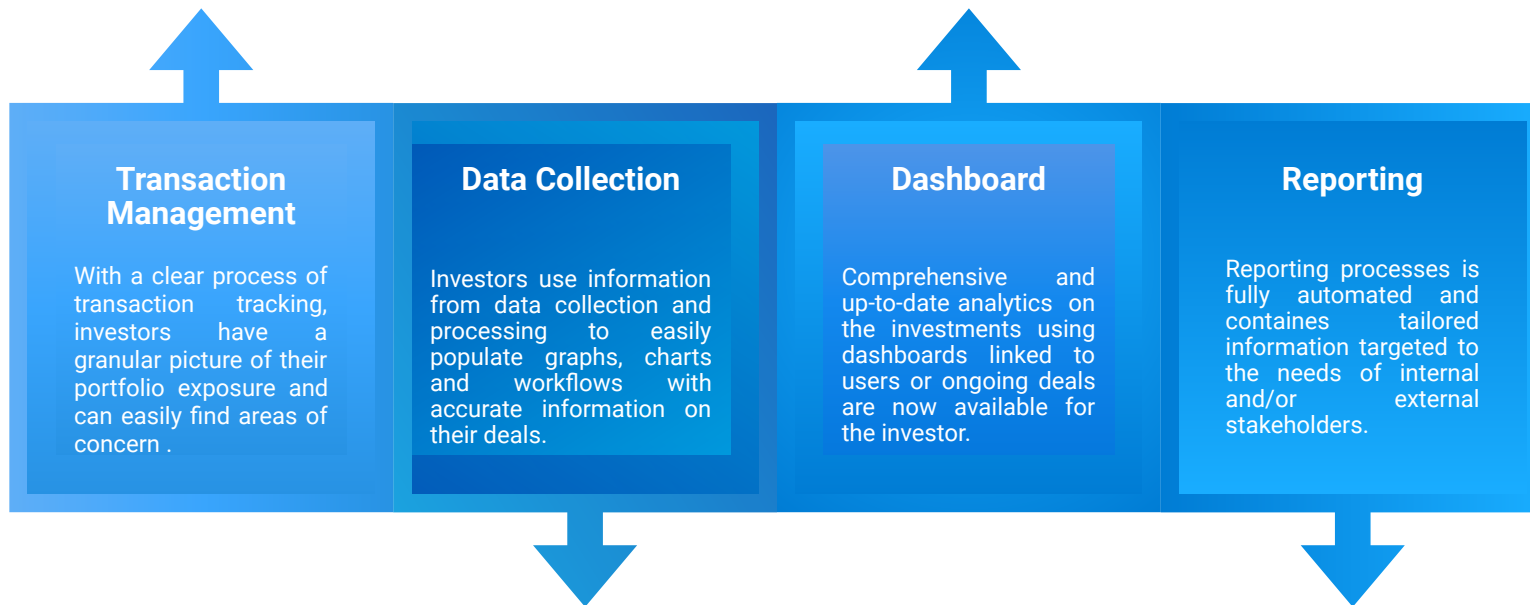 Transaction
Management
With a clear process of
transaction tracking,
investors have a
granular picture of their
portfolio exposure and
can easily find areas of
concern .
Data Collection
Investors use information
from data collection and
processing to easily
populate graphs, charts
and workflows with
accurate information on
their deals.
Dashboard
Comprehensive and
up-to-date analytics on
the investments using
dashboards linked to
users or ongoing deals
are now available for
the investor.
Reporting
Reporting processes is
fully automated and
containes tailored
information targeted to
the needs of internal
and/or external
stakeholders.